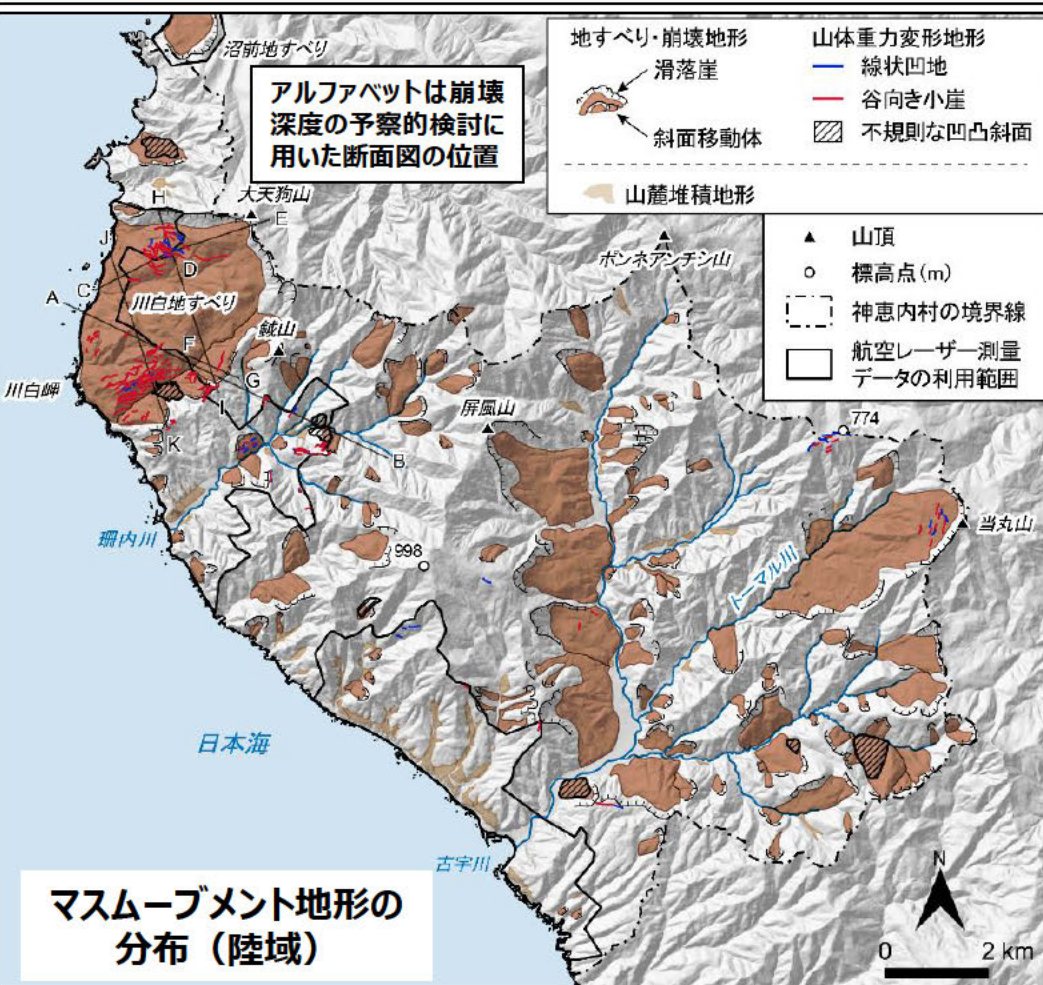 沼前地すべり
アルファベットは崩壊
深度の予察的検討に
用いた断面図の位置
地すべり・崩壊地形
滑落崖
斜面移動体
山体重力変形地形
線状凹地
谷向き小崖
不規則な凹凸斜面
山麓堆積地形
山頂
標高点(m)
神恵内村の境界線
航空レーザー測量
データの利用範囲
大天狗山
H
E
J
D
C
A
川白地すべり
ポンネアンチシ山
F
鉞山
G
川白岬
I
屏風山
774
K
B
珊内川
998
トーマル川
当丸山
日本海
古宇川
マスムーブメント地形の
分布（陸域）
N
0 2 km